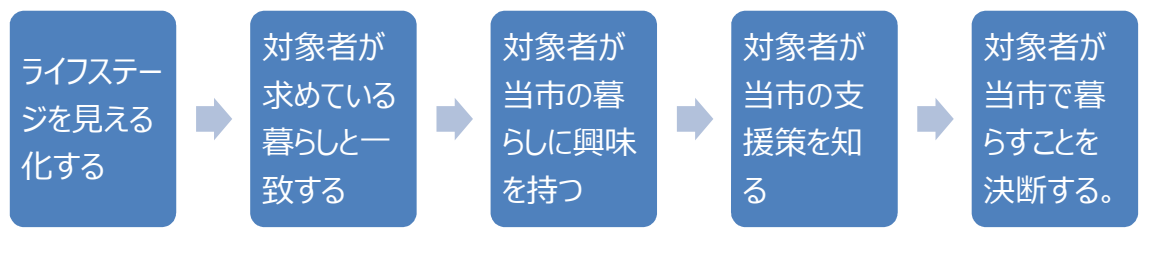 ライフステー
ジを見える
化する
対象者が
求めている
暮らしと一
致する
対象者が
当市の暮
らしに興味
を持つ
対象者が
当市の支
援策を知
る
対象者が
当市で暮
らすことを
決断する。